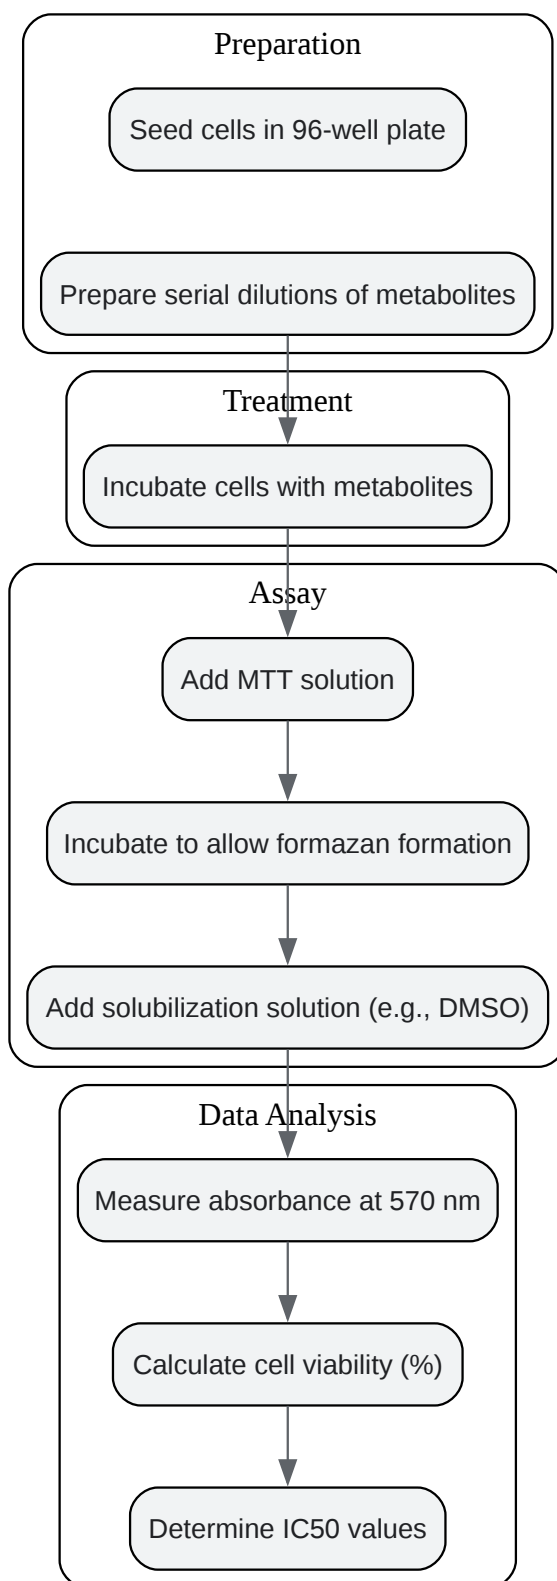 Preparation
Seed cells in 96-well plate
Prepare serial dilutions of metabolites
Treatment
Incubate cells with metabolites
Assay
Add MTT solution
Incubate to allow formazan formation
Add solubilization solution (e.g., DMSO)
Data Analysis
Measure absorbance at 570 nm
Calculate cell viability (%)
Determine IC50 values